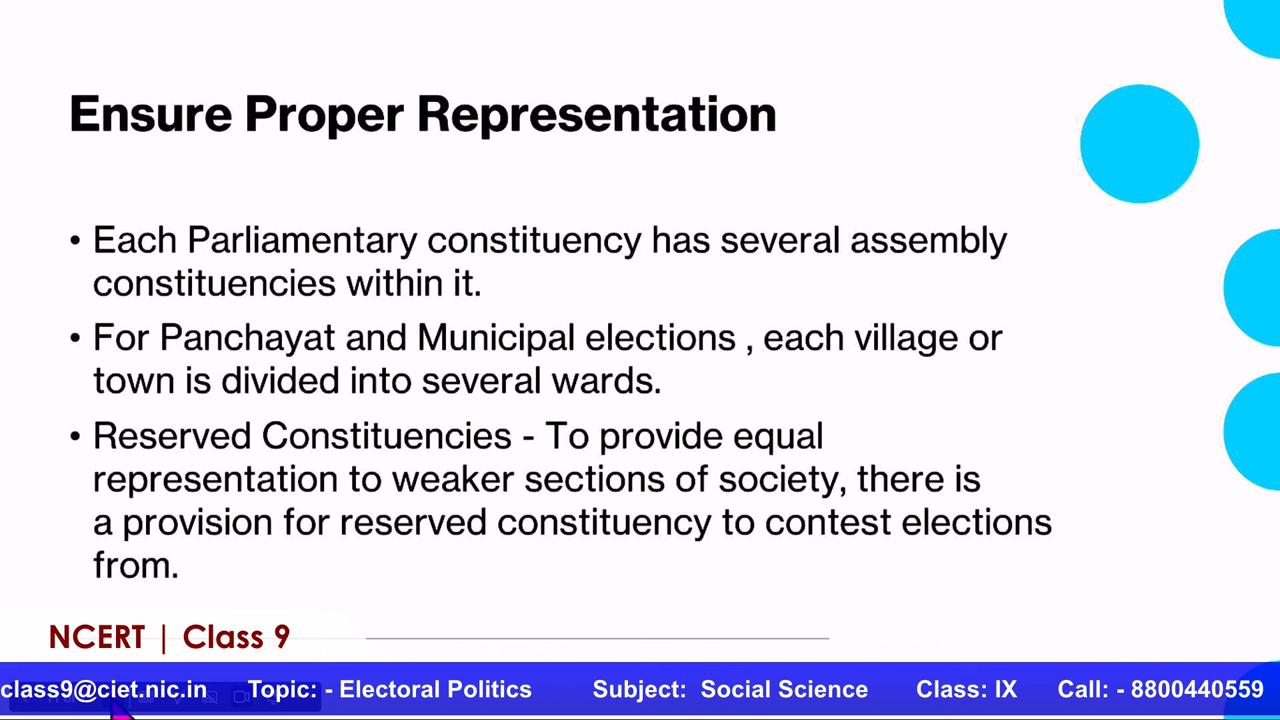 Ensure Proper Representation
• Each Parliamentary constituency has several assembly
constituencies within it.
• For Panchayat and Municipal elections , each village or
town is divided into several wards.
• Reserved Constituencies - To provide equal
representation to weaker sections of society, there is
a provision for reserved constituency to contest elections
from.
NCERT | Class 9
class9@ciet.nic.in Topic: - Electoral Politics Subject: Social Science Class: IX Call: - 8800440559